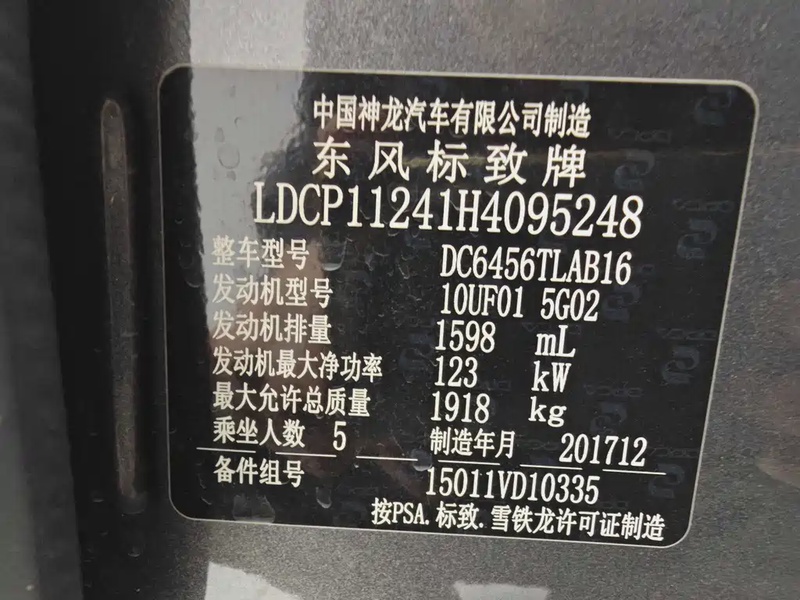 中国神龙汽车有限公司制造
东风标致牌
LDCP11241H4095248
整车型号 DC6456TLAB16
发动机型号 10UF01 5G02
发动机排量 1598 mL
发动机最大净功率 123 kW
最大允许总质量 1918 kg
乘坐人数 5 制造年月 201712
备件组号 15011VD10335
按PSA.标致.雪铁龙许可证制造